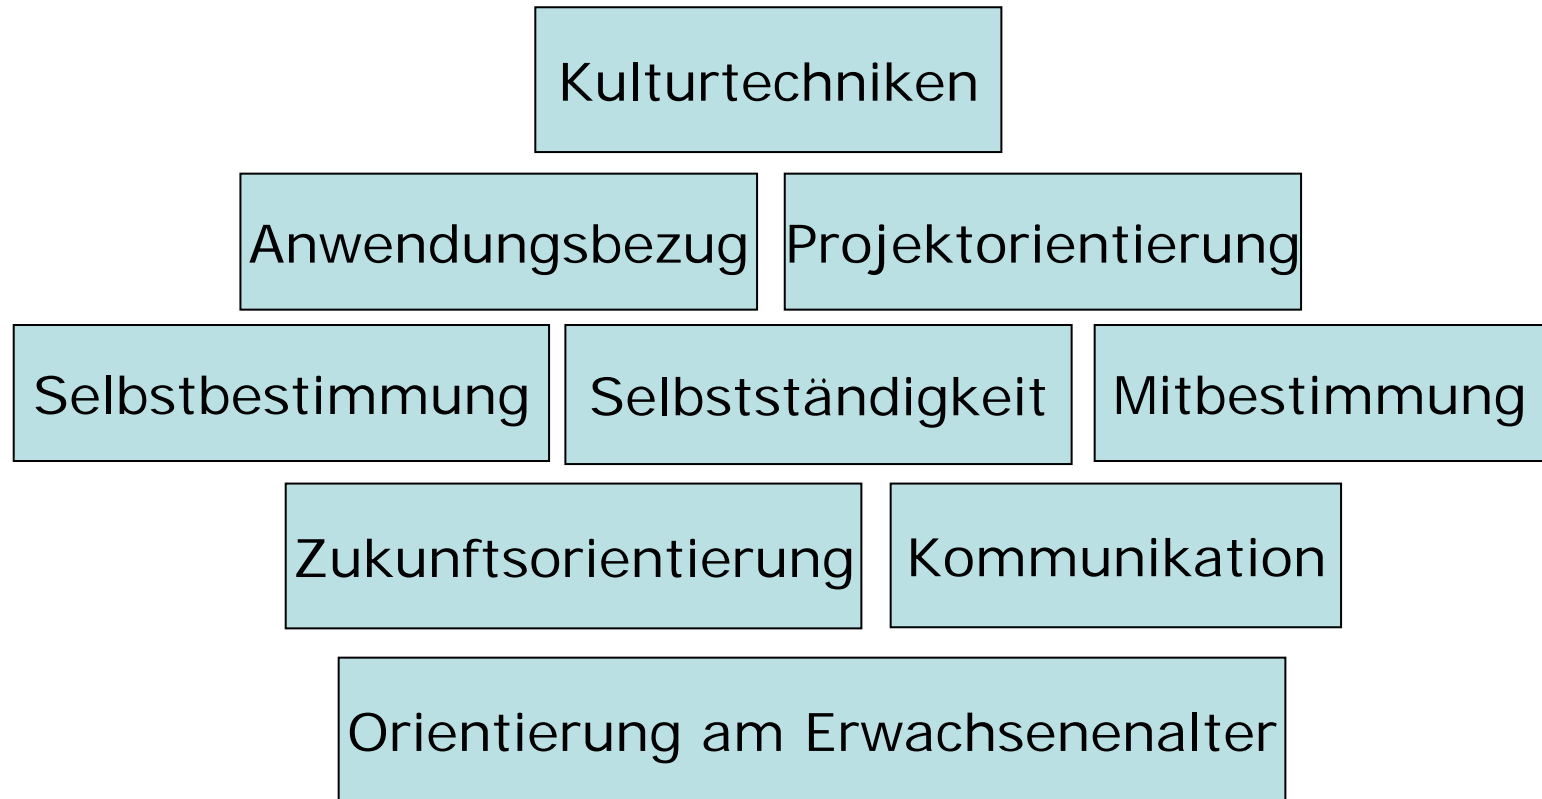 Kulturtechniken
Anwendungsbezug Projektorientierung
Selbstbestimmung Selbstständigkeit Mitbestimmung
Zukunftsorientierung Kommunikation
Orientierung am Erwachsenenalter